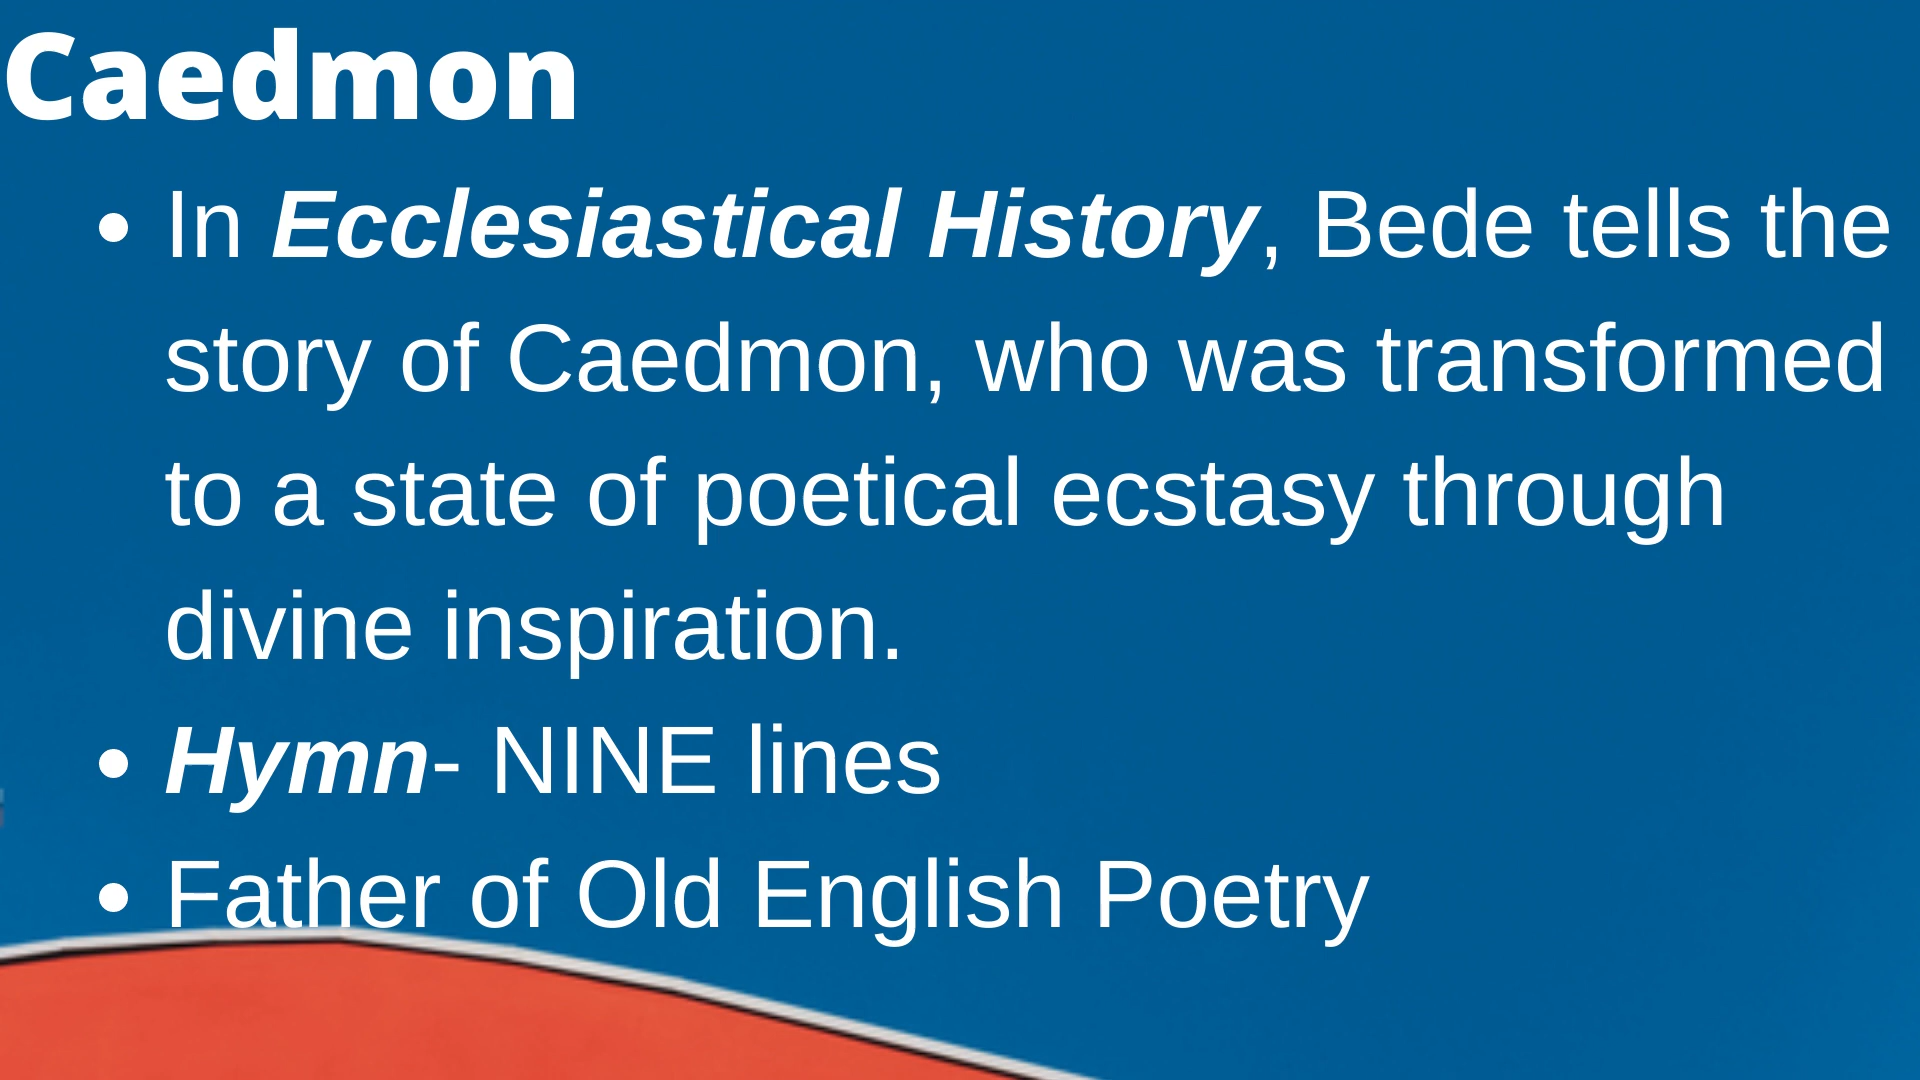 Caedmon
• In Ecclesiastical History, Bede tells the
story of Caedmon, who was transformed
to a state of poetical ecstasy through
divine inspiration.
• Hymn- NINE lines
• Father of Old English Poetry